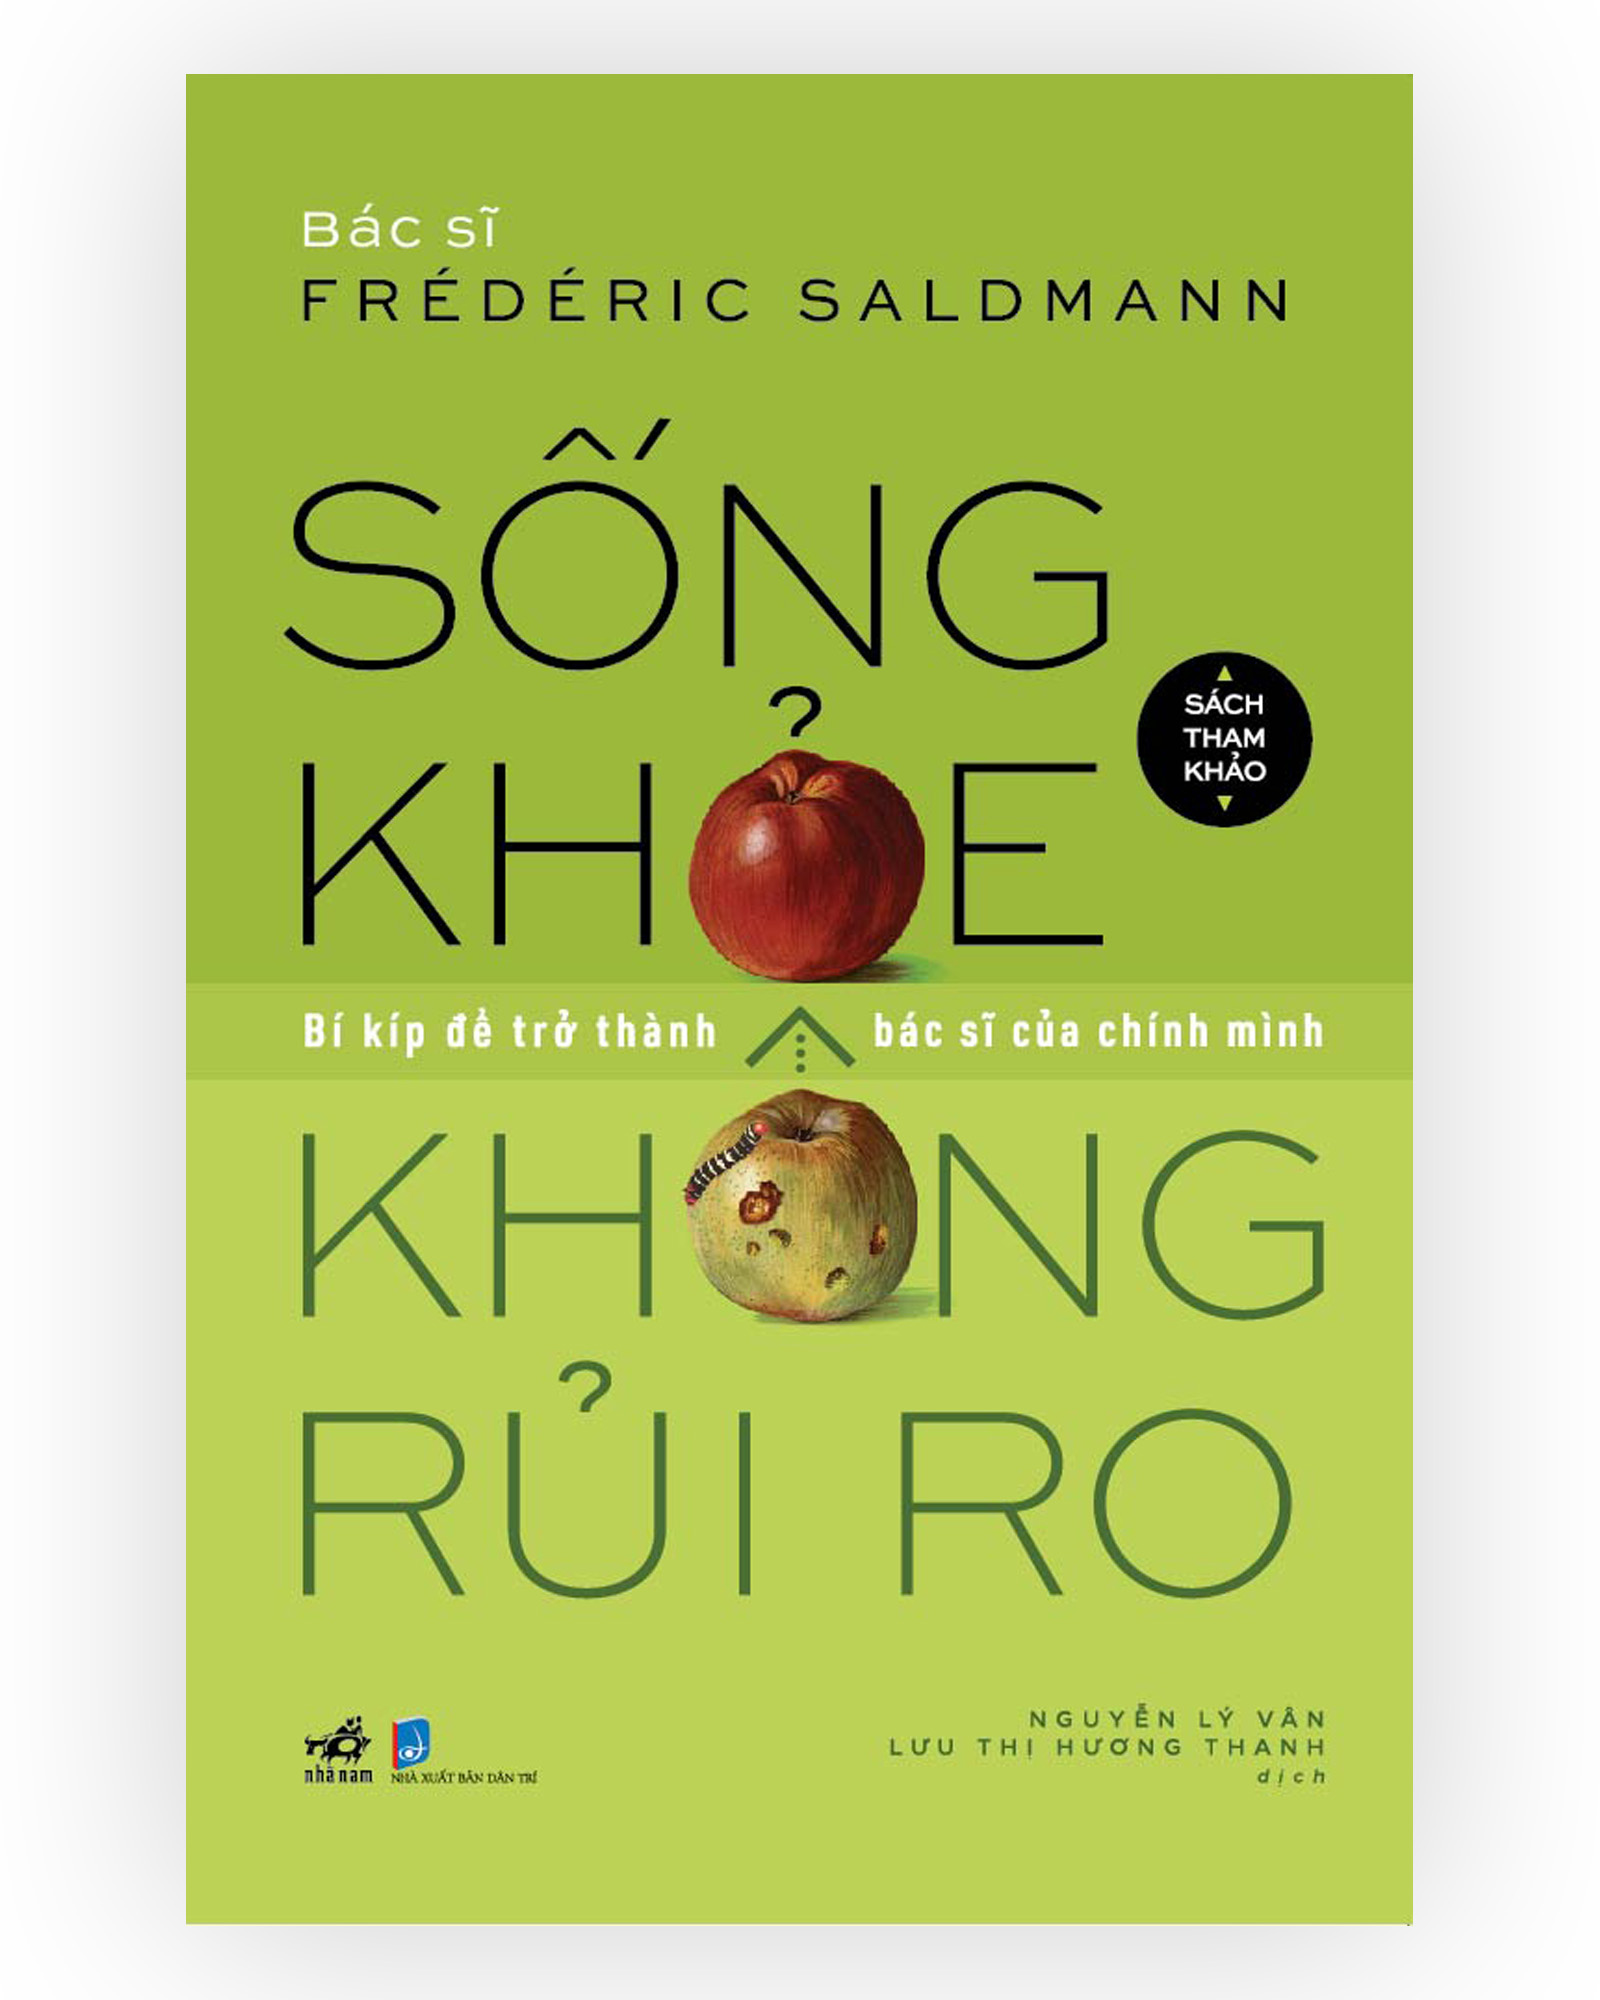 Bác sĩ
FRÉDÉRIC SALDMANN
SỐNG
KHỎE
SÁCH
THAM
KHẢO
Bí kíp để trở thành bác sĩ của chính mình
KHÔNG
RỦI RO
NGUYỄN LÝ VÂN
LƯU THỊ HƯƠNG THANH
dịch
nhã nam
NHÀ XUẤT BẢN DÂN TRÍ